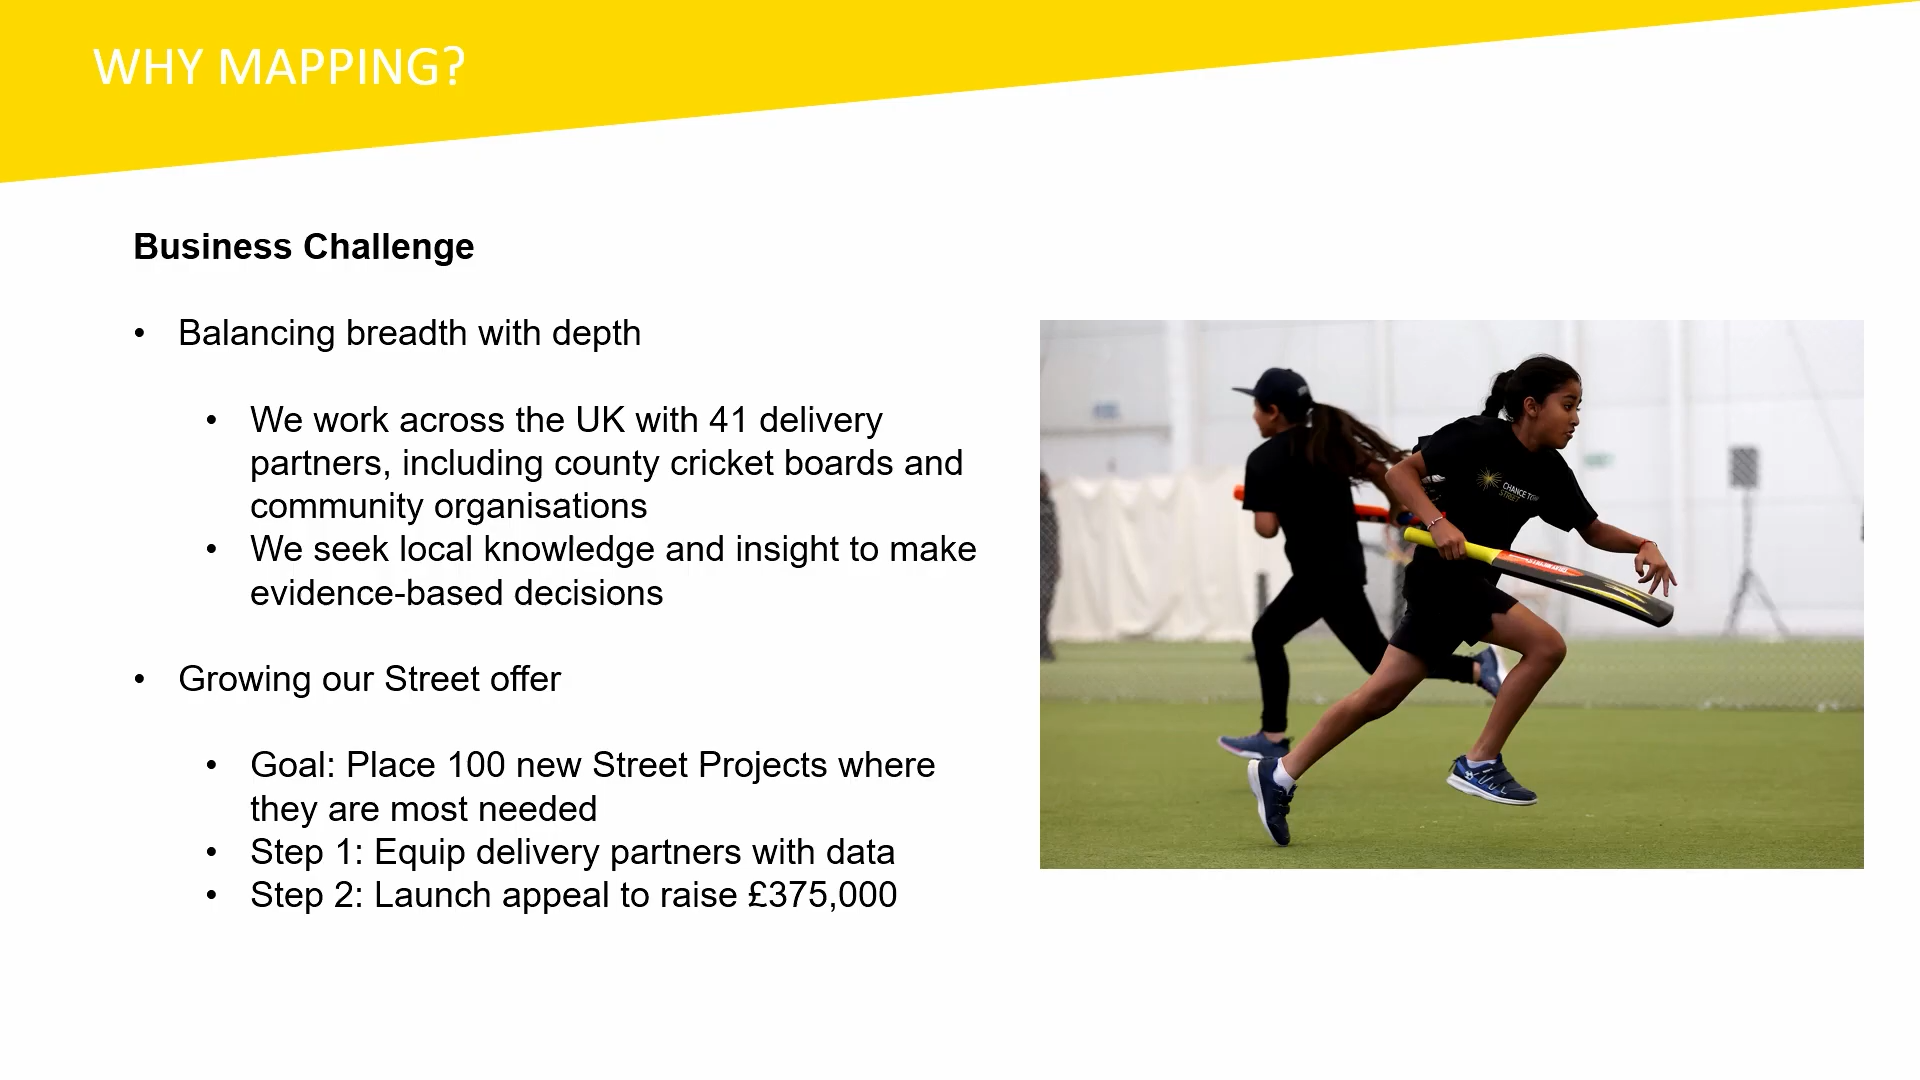 WHY MAPPING?
Business Challenge
• Balancing breadth with depth
• We work across the UK with 41 delivery
partners, including county cricket boards and
community organisations
• We seek local knowledge and insight to make
evidence-based decisions
• Growing our Street offer
• Goal: Place 100 new Street Projects where
they are most needed
• Step 1: Equip delivery partners with data
• Step 2: Launch appeal to raise £375,000
CHANCE TO
STREET